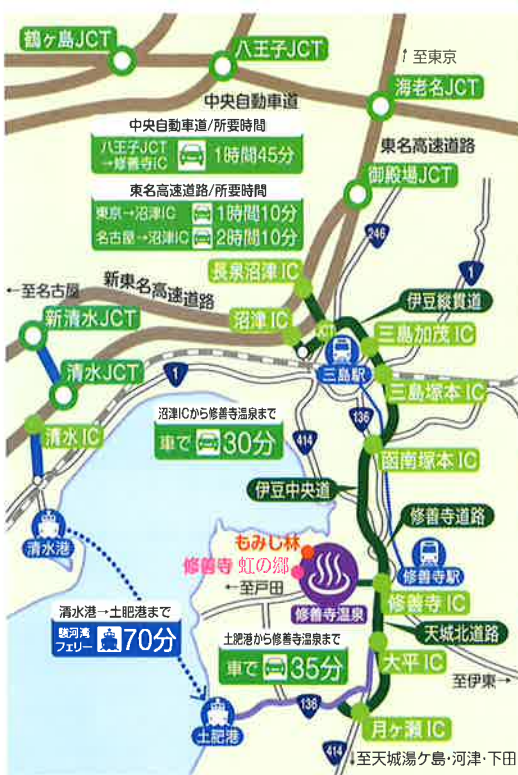 鶴ヶ島JCT
八王子JCT
↑至東京
海老名JCT
中央自動車道
中央自動車道/所要時間
八王子JCT
→修善寺IC
1時間45分
東名高速道路
御殿場JCT
東名高速道路/所要時間
東京→沼津IC 1時間10分
名古屋→沼津IC 2時間10分
246
1
長泉沼津IC
←至名古屋
新東名高速道路
伊豆縦貫道
沼津IC
JCT
新清水JCT
三島加茂IC
三島駅
清水JCT
1
三島塚本IC
沼津ICから修善寺温泉まで
車で 30分
136
清水IC
414
函南塚本IC
伊豆中央道
修善寺道路
清水港
もみじ林
修善寺 虹の郷
←至戸田
修善寺駅
修善寺温泉
修善寺IC
清水港→土肥港まで
駿河湾
フェリー
70分
天城北道路
土肥港から修善寺温泉まで
車で 35分
大平IC
至伊東→
136
土肥港
月ヶ瀬IC
414
↓至天城湯ケ島・河津・下田